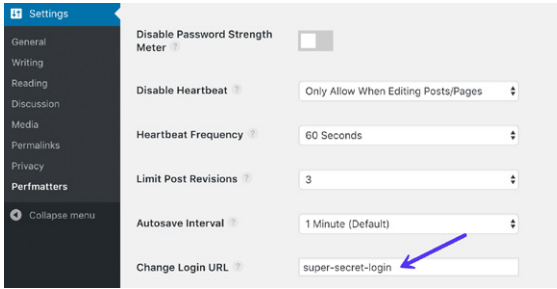 Settings
General
Writing
Reading
Discussion
Media
Permalinks
Privacy
Perfmatters
Collapse menu
Disable Password Strength
Meter ?
Disable Heartbeat ?
Only Allow When Editing Posts/Pages
Heartbeat Frequency ?
60 Seconds
Limit Post Revisions ?
3
Autosave Interval ?
1 Minute (Default)
Change Login URL ?
super-secret-login